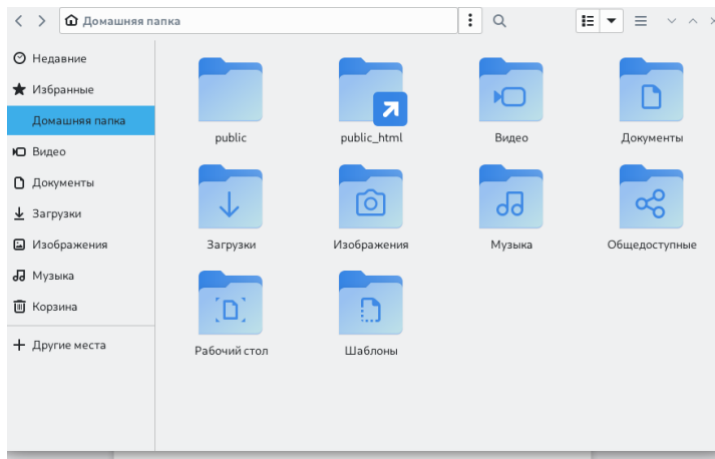 Домашняя папка
Недавние
Избранные
Домашняя папка
Видео
Документы
Загрузки
Изображения
Музыка
Корзина
Другие места
public
public_html
Видео
Документы
Загрузки
Изображения
Музыка
Общедоступные
Рабочий стол
Шаблоны